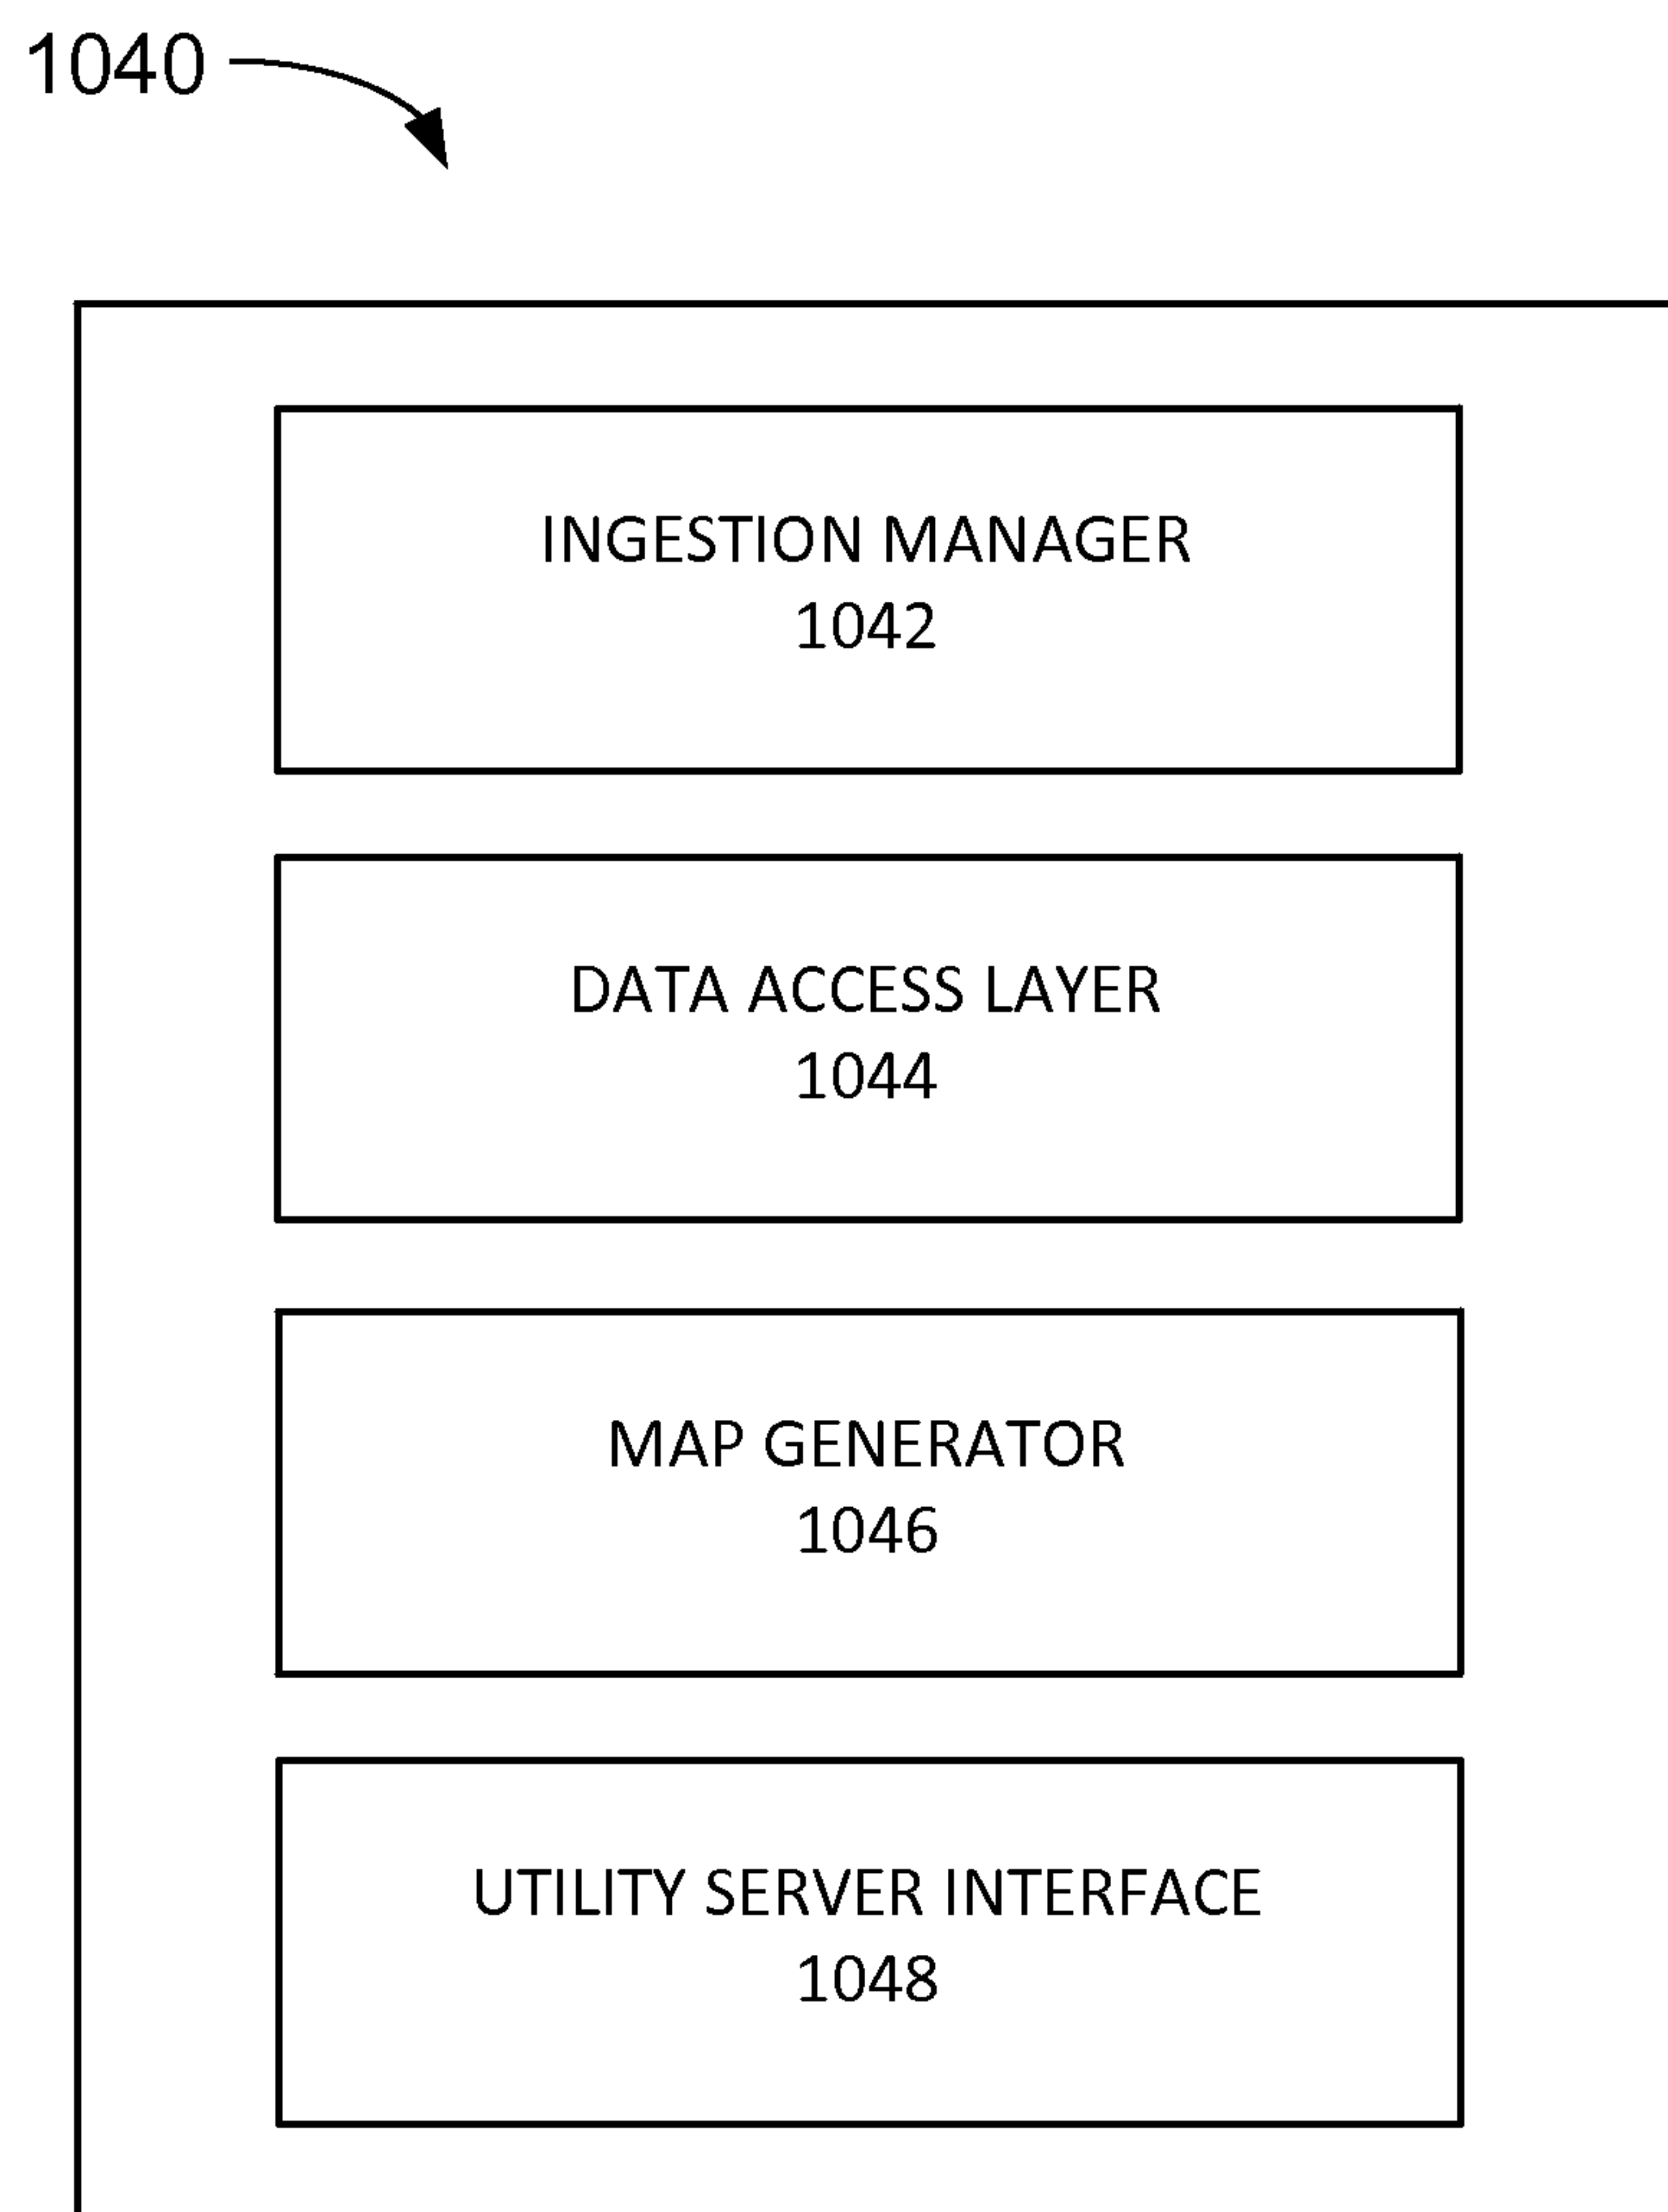 1040
INGESTION MANAGER
1042
DATA ACCESS LAYER
1044
MAP GENERATOR
1046
UTILITY SERVER INTERFACE
1048